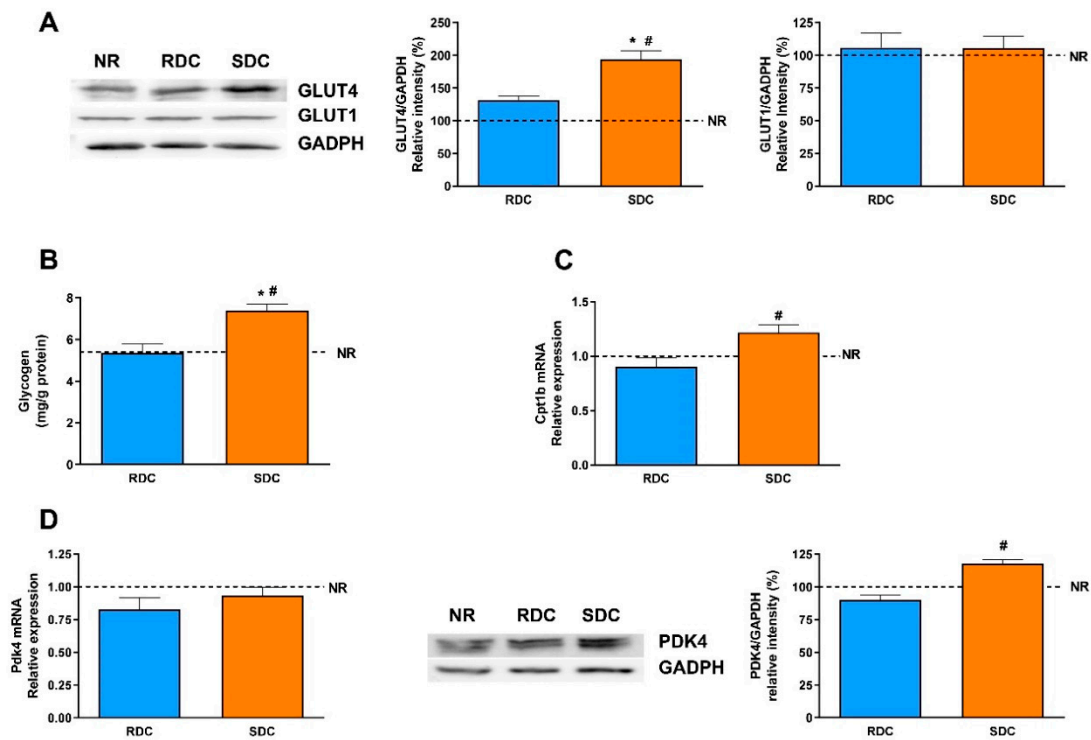 A
NR RDC SDC
GLUT4
GLUT1
GADPH
GLUT4/GAPDH
Relative intensity (%)
250
200
150
100
50
0
* #
NR
RDC SDC
GLUT1/GADPH
Relative Intensity (%)
125
100
75
50
25
0
NR
RDC SDC
B
Glycogen
(mg/g protein)
8
6
4
2
0
* #
NR
RDC SDC
C
Cpt1b mRNA
Relative expression
1.5
1.0
0.5
0.0
#
NR
RDC SDC
D
Pdk4 mRNA
Relative expression
1.25
1.00
0.75
0.50
0.25
0.00
NR
RDC SDC
NR RDC SDC
PDK4
GADPH
PDK4/GAPDH
relative intensity (%)
125
100
75
50
25
0
#
NR
RDC SDC